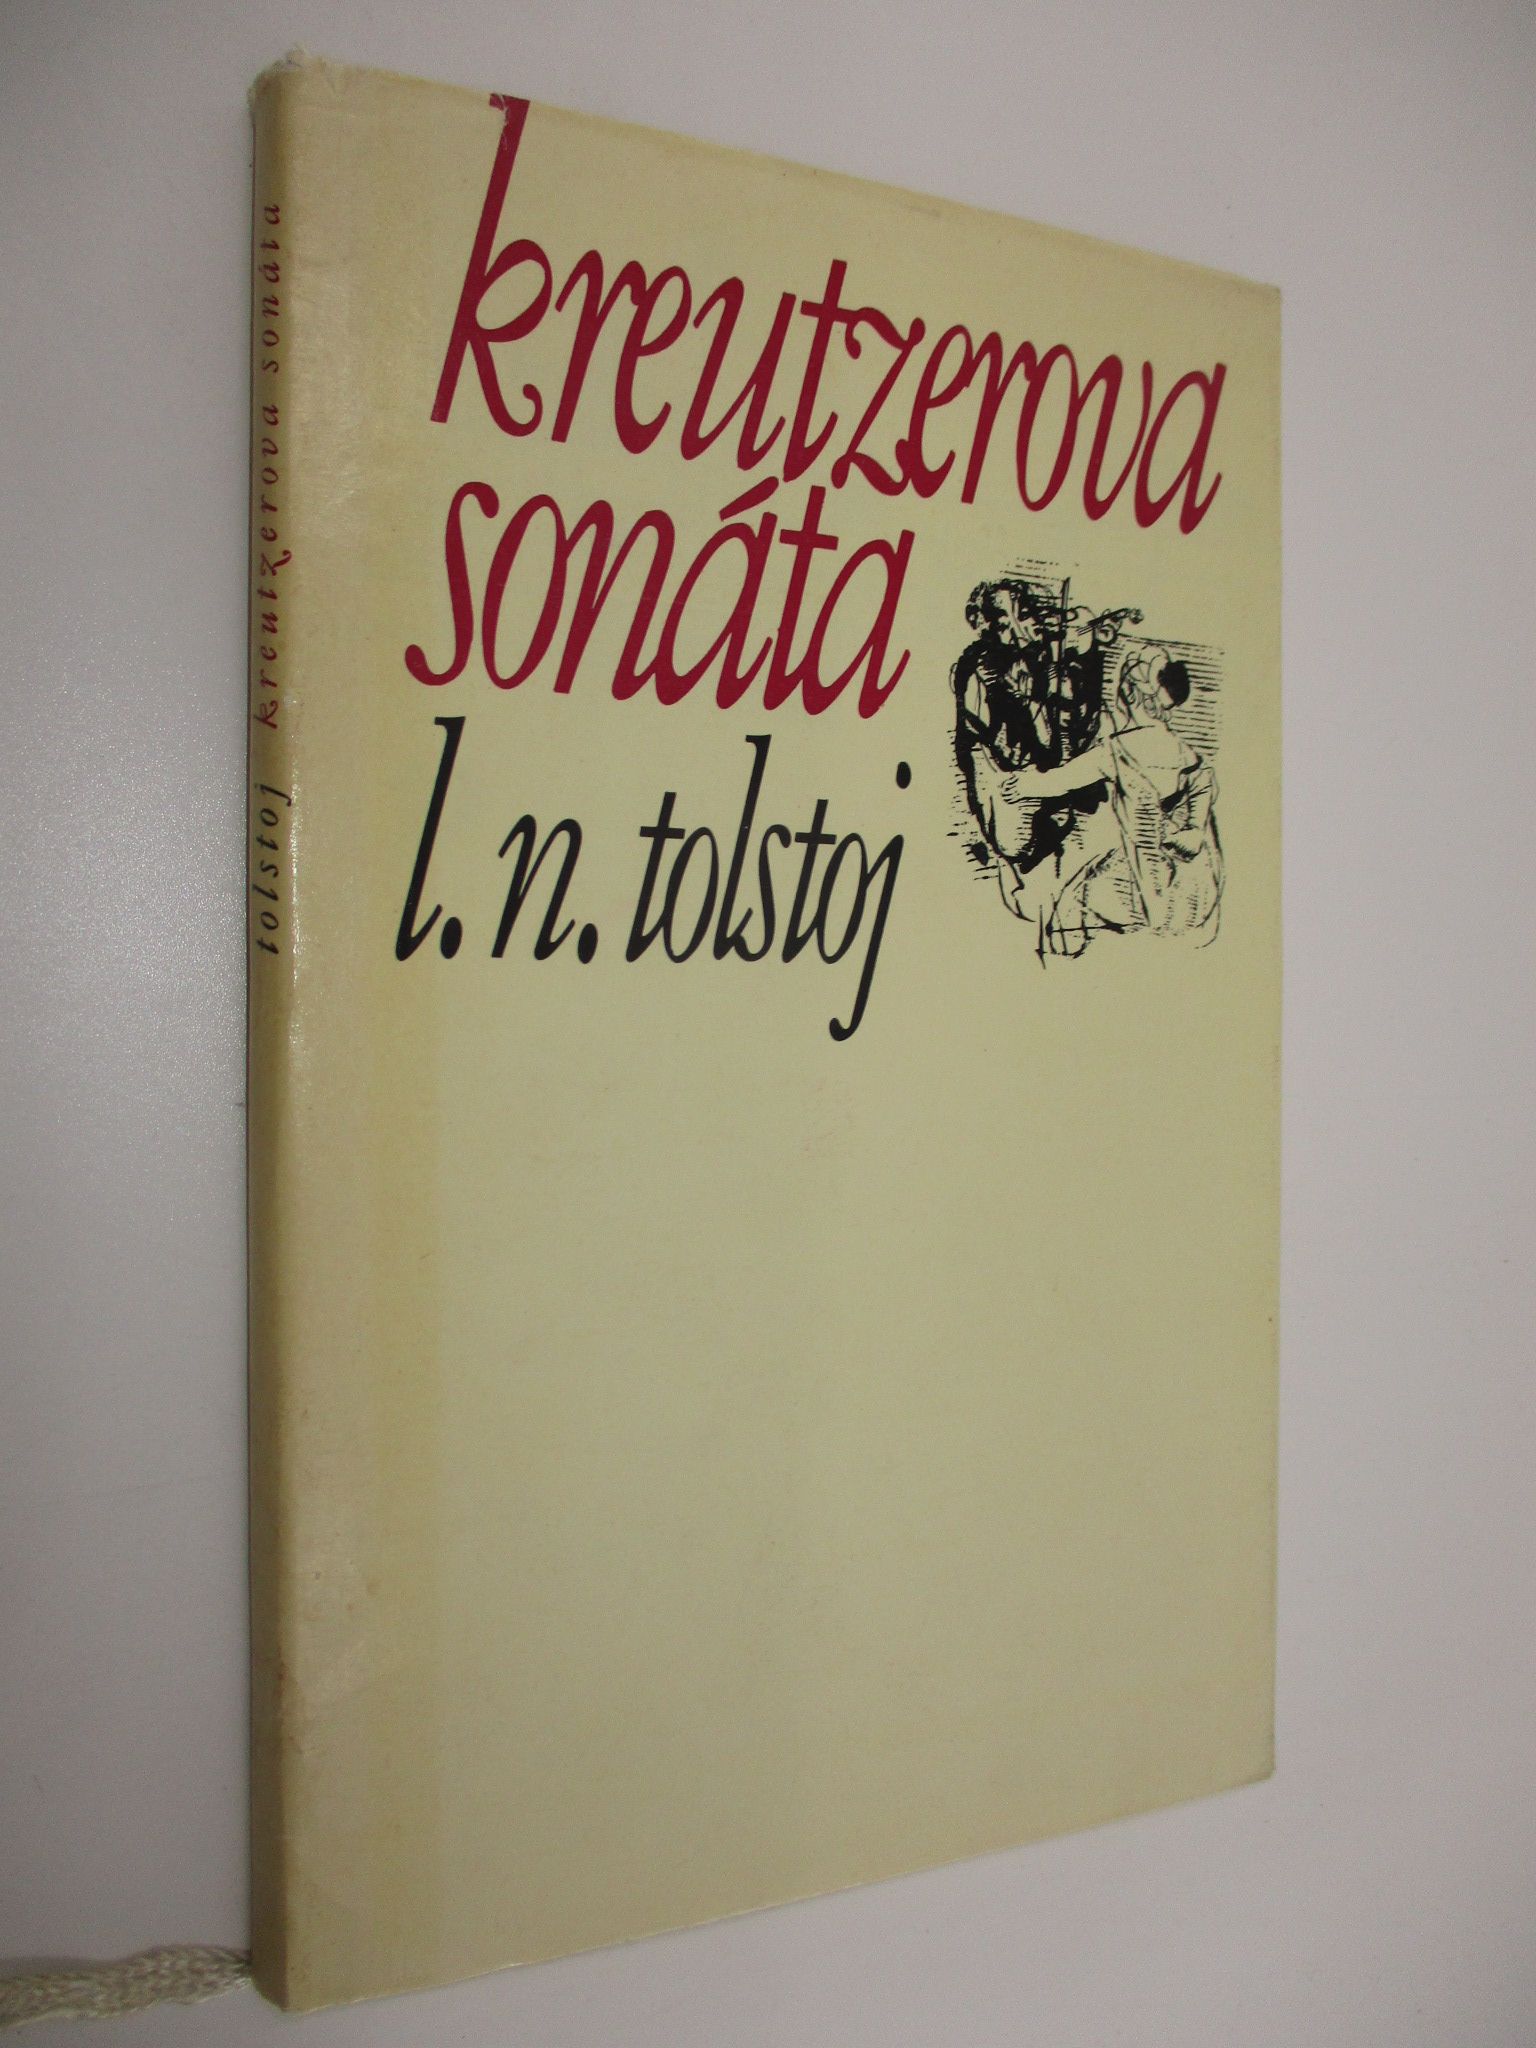 kreutzerova
sonáta
l. n. tolstoj
tolstoj kreutzerova sonáta